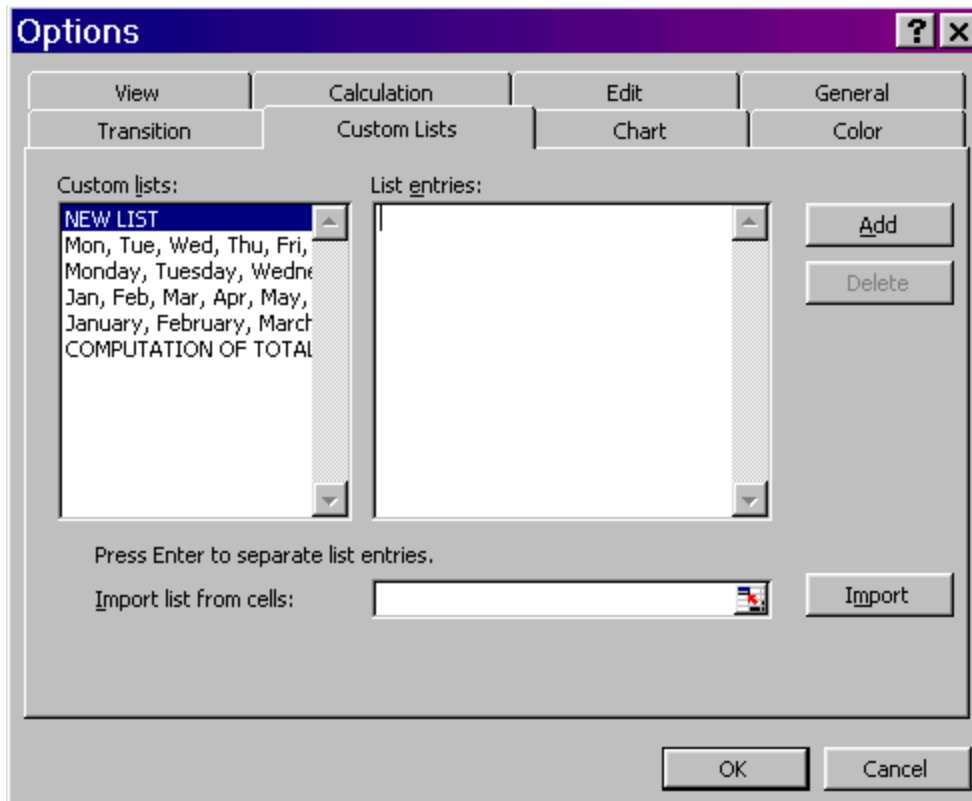 Options
View Calculation Edit General
Transition Custom Lists Chart Color
Custom lists: List entries:
NEW LIST
Mon, Tue, Wed, Thu, Fri,
Monday, Tuesday, Wedne
Jan, Feb, Mar, Apr, May,
January, February, March
COMPUTATION OF TOTAL
Add
Delete
Press Enter to separate list entries.
Import list from cells: Import
OK Cancel